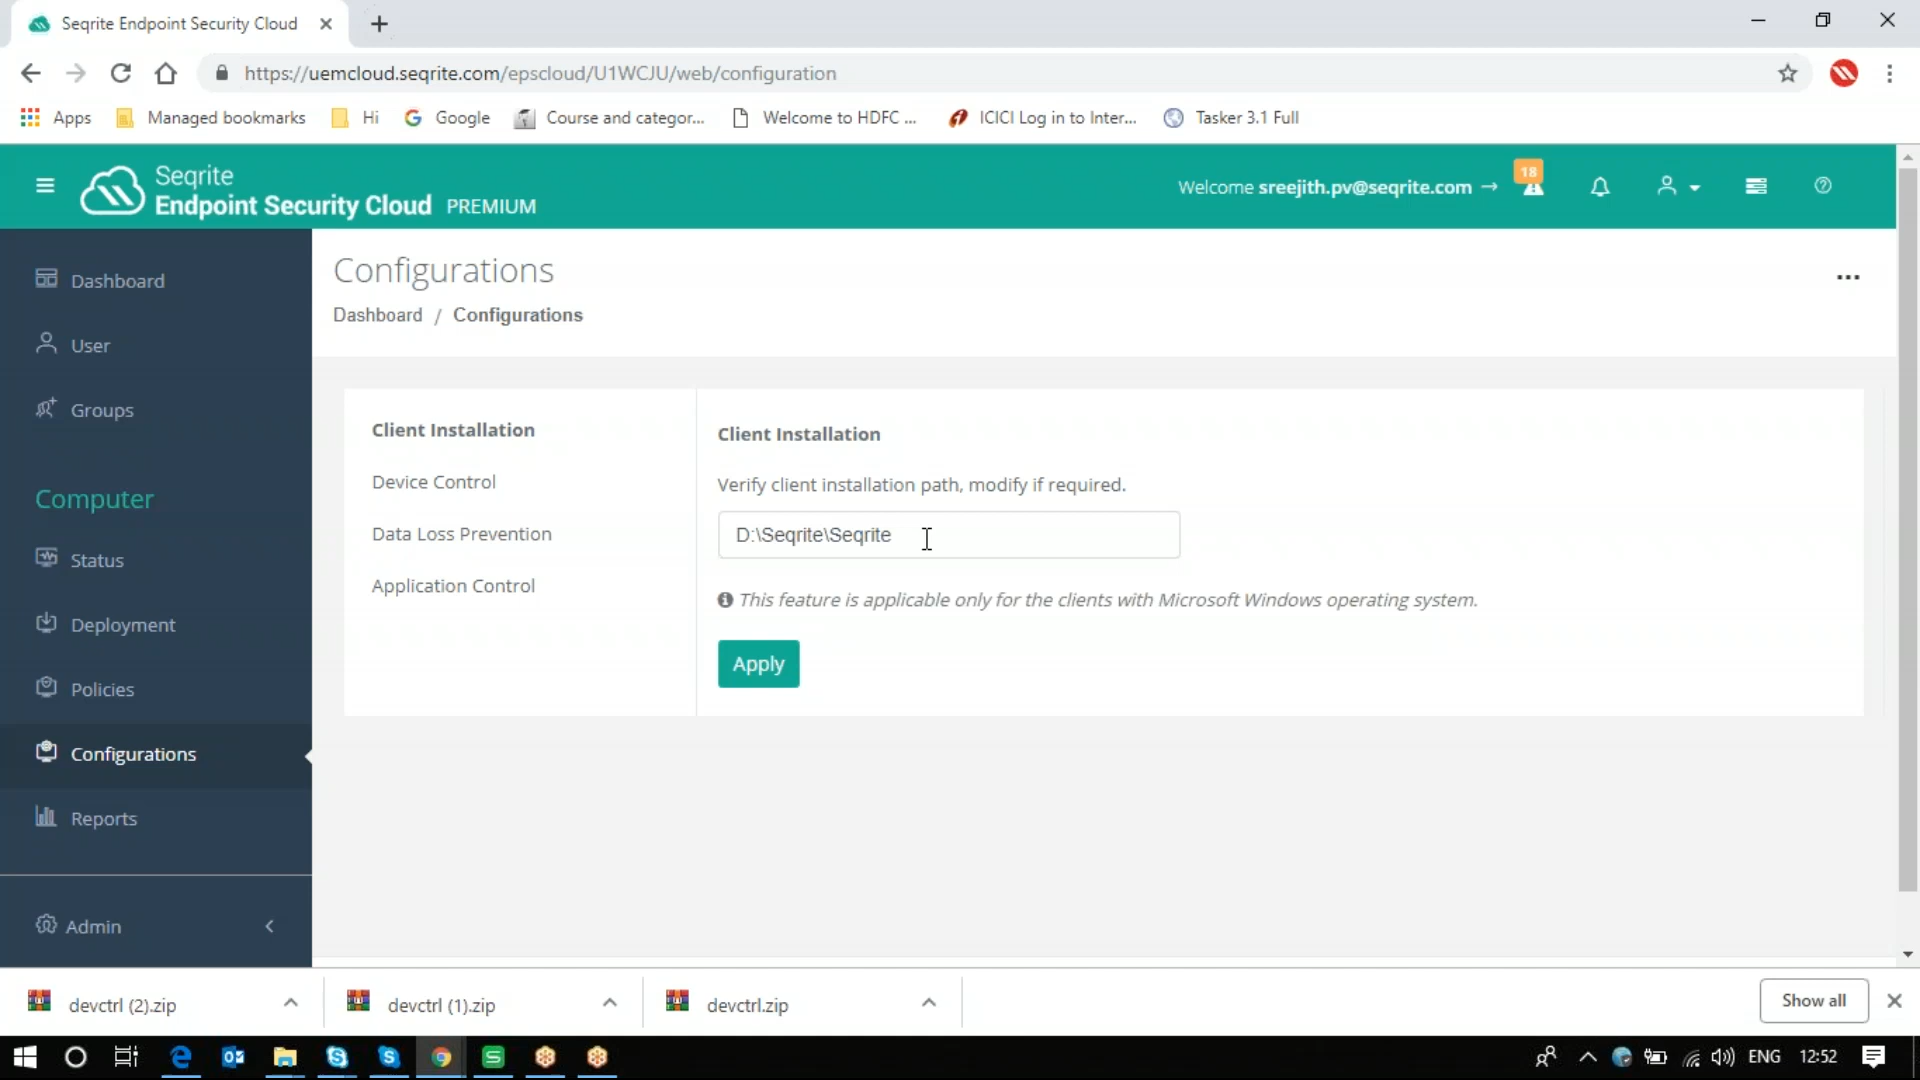 Seqrite Endpoint Security Cloud
https://uemcloud.seqrite.com/epscloud/U1WCJU/web/configuration
Apps Managed bookmarks Hi Google Course and categor... Welcome to HDFC ... ICICI Log in to Inter... Tasker 3.1 Full
Seqrite
Endpoint Security Cloud PREMIUM
Welcome sreejith.pv@seqrite.com → 18
Dashboard
User
Groups
Computer
Status
Deployment
Policies
Configurations
Reports
Admin
Configurations
Dashboard / Configurations
Client Installation
Device Control
Data Loss Prevention
Application Control
Client Installation
Verify client installation path, modify if required.
D:\Seqrite\Seqrite
This feature is applicable only for the clients with Microsoft Windows operating system.
Apply
devctrl (2).zip devctrl (1).zip devctrl.zip Show all
ENG 12:52